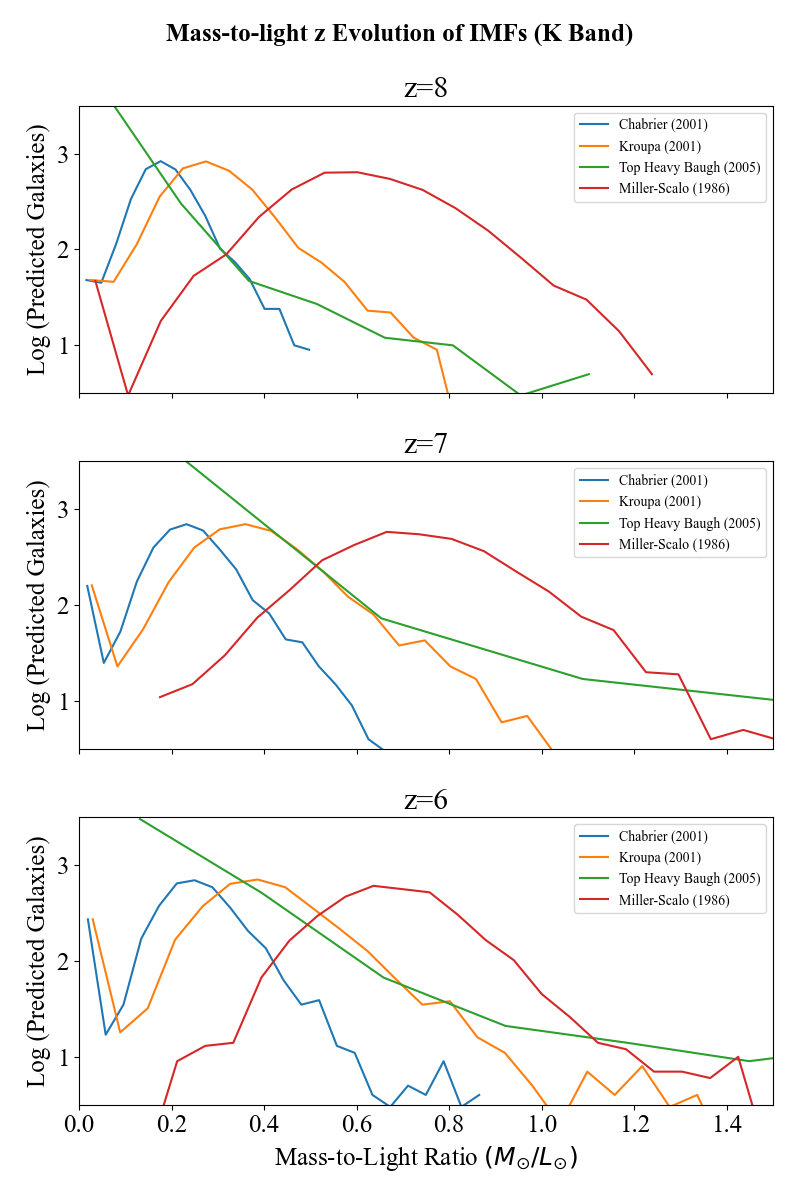 Mass-to-light z Evolution of IMFs (K Band)
z=8
Log (Predicted Galaxies)
3
2
1
Chabrier (2001)
Kroupa (2001)
Top Heavy Baugh (2005)
Miller-Scalo (1986)
z=7
Log (Predicted Galaxies)
3
2
1
Chabrier (2001)
Kroupa (2001)
Top Heavy Baugh (2005)
Miller-Scalo (1986)
z=6
Log (Predicted Galaxies)
3
2
1
Chabrier (2001)
Kroupa (2001)
Top Heavy Baugh (2005)
Miller-Scalo (1986)
0.0 0.2 0.4 0.6 0.8 1.0 1.2 1.4
Mass-to-Light Ratio (M⊙/L⊙)